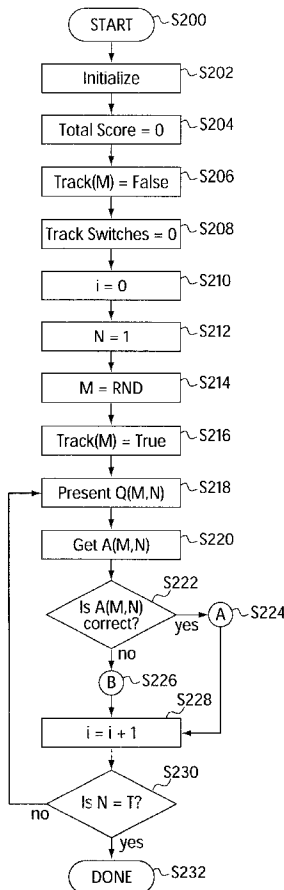 START S200
Initialize S202
Total Score = 0 S204
Track(M) = False S206
Track Switches = 0 S208
i = 0 S210
N = 1 S212
M = RND S214
Track(M) = True S216
Present Q(M,N) S218
Get A(M,N) S220
S222
Is A(M,N)
correct?
yes
A S224
no
B S226
S228
i = i + 1
S230
Is N = T?
no
yes
DONE S232